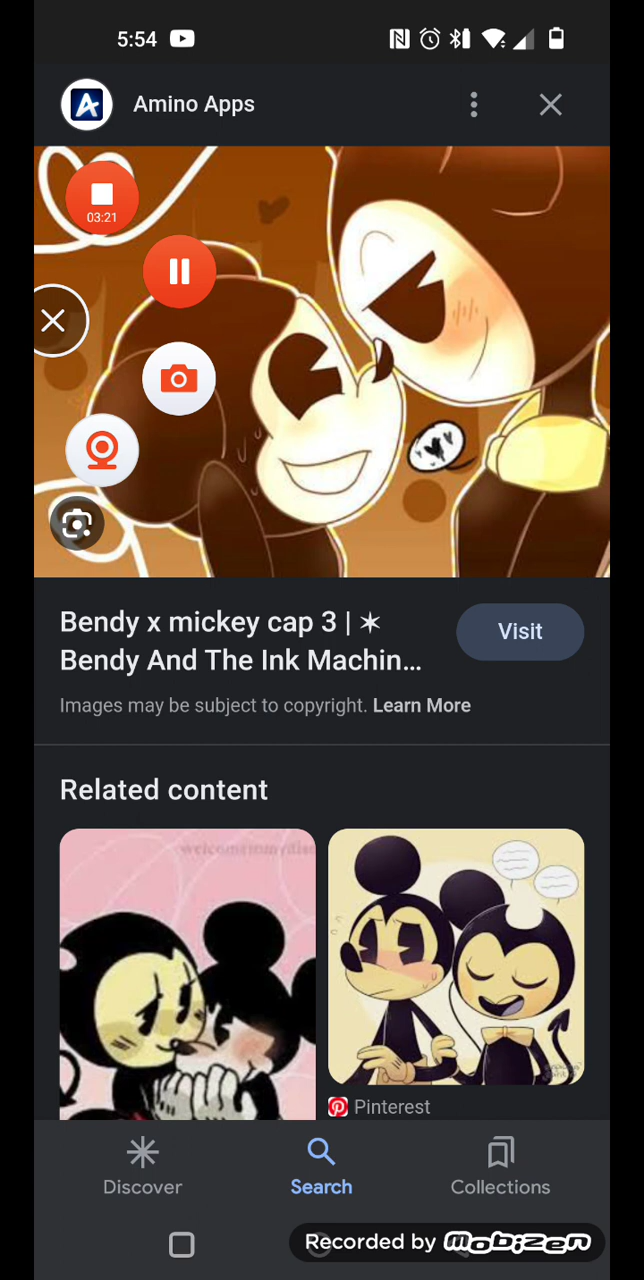 5:54
Amino Apps
03:21
Bendy x mickey cap 3 | ✶
Bendy And The Ink Machin...
Visit
Images may be subject to copyright. Learn More
Related content
Pinterest
Discover
Search
Collections
Recorded by Mobizen